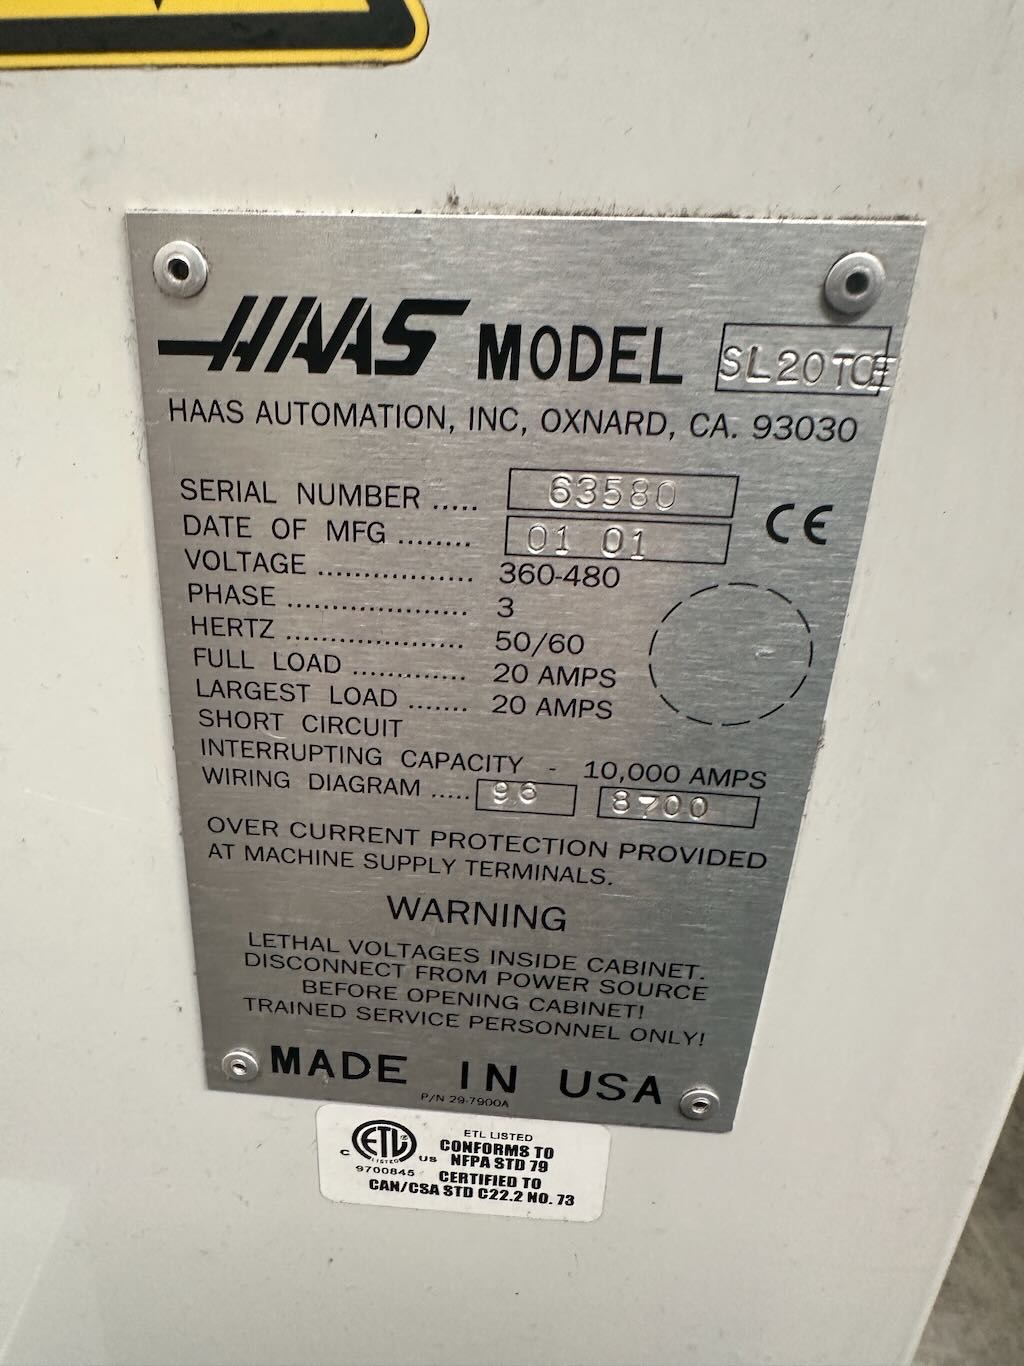 HAAS MODEL SL20TCE
HAAS AUTOMATION, INC, OXNARD, CA. 93030
SERIAL NUMBER ..... 63580
DATE OF MFG ........ 01 01
CE
VOLTAGE .................. 360-480
PHASE ..................... 3
HERTZ ..................... 50/60
FULL LOAD ............. 20 AMPS
LARGEST LOAD ....... 20 AMPS
SHORT CIRCUIT
INTERRUPTING CAPACITY - 10,000 AMPS
WIRING DIAGRAM ..... 96 8700
OVER CURRENT PROTECTION PROVIDED
AT MACHINE SUPPLY TERMINALS.
WARNING
LETHAL VOLTAGES INSIDE CABINET.
DISCONNECT FROM POWER SOURCE
BEFORE OPENING CABINET!
TRAINED SERVICE PERSONNEL ONLY!
MADE IN USA
P/N 29-7900A
ETL LISTED
CONFORMS TO
NFPA STD 79
CERTIFIED TO
CAN/CSA STD C22.2 NO. 73
C ETL US
LISTED
9700845